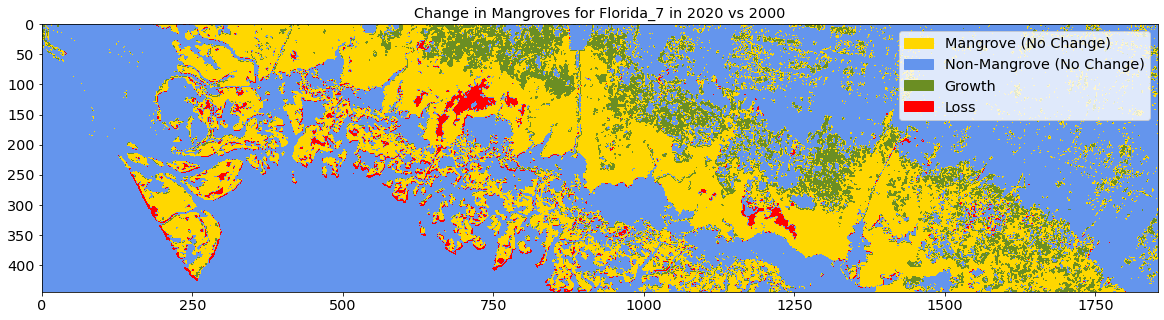 Change in Mangroves for Florida_7 in 2020 vs 2000
Mangrove (No Change)
Non-Mangrove (No Change)
Growth
Loss
0
50
100
150
200
250
300
350
400
0 250 500 750 1000 1250 1500 1750